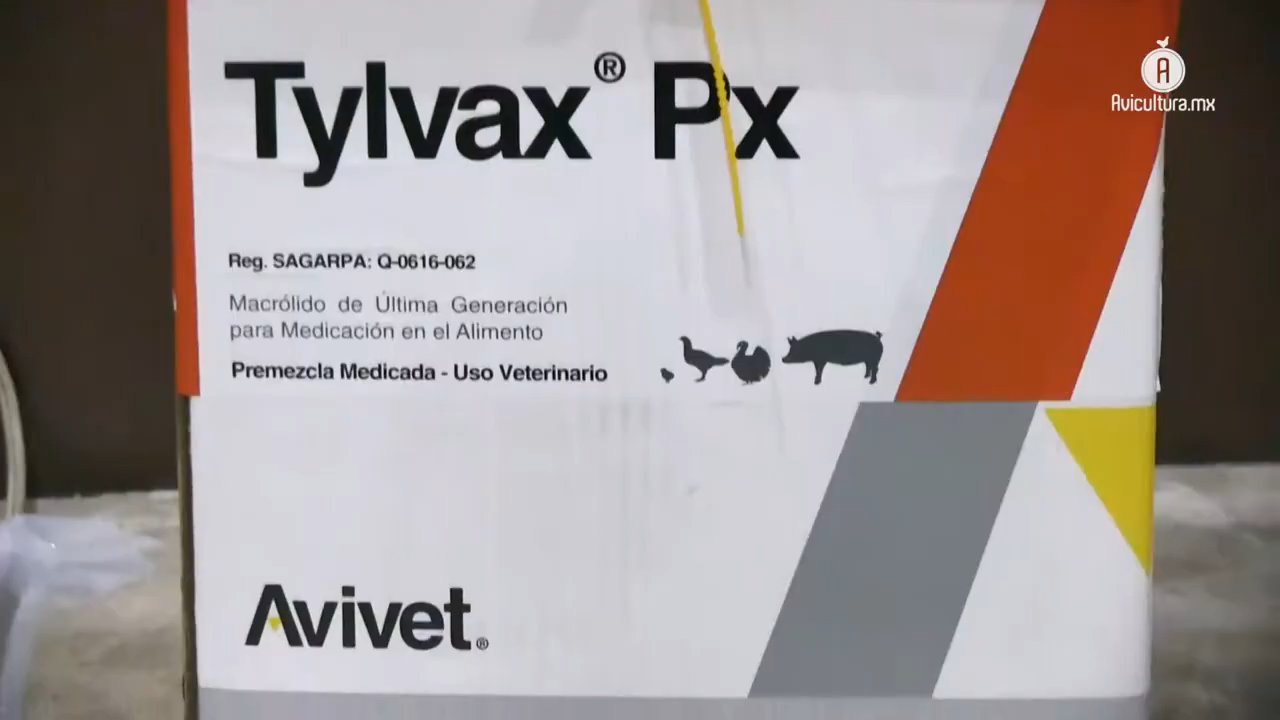 Tylvax® Px
A
Avicultura.mx
Reg. SAGARPA: Q-0616-062
Macrólido de Última Generación
para Medicación en el Alimento
Premezcla Medicada - Uso Veterinario
Avivet®